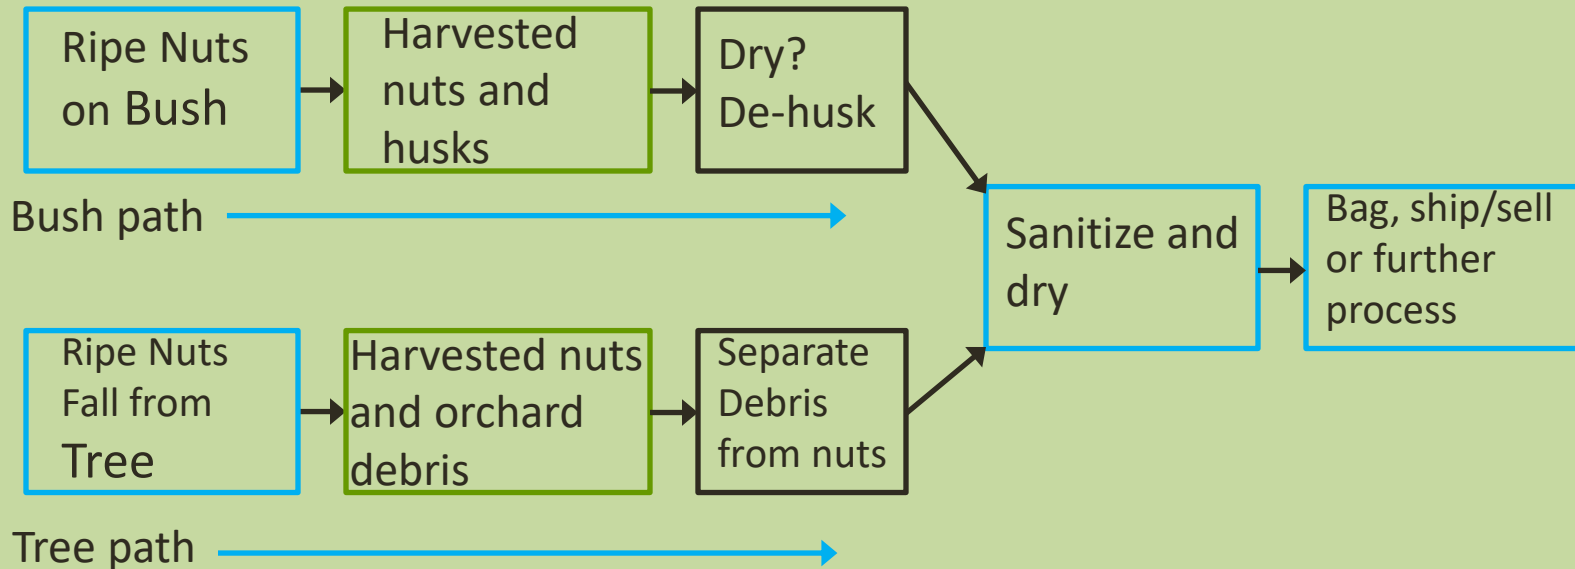 Ripe Nuts
on Bush
Harvested
nuts and
husks
Dry?
De-husk
Bush path
Ripe Nuts
Fall from
Tree
Harvested nuts
and orchard
debris
Separate
Debris
from nuts
Tree path
Sanitize and
dry
Bag, ship/sell
or further
process